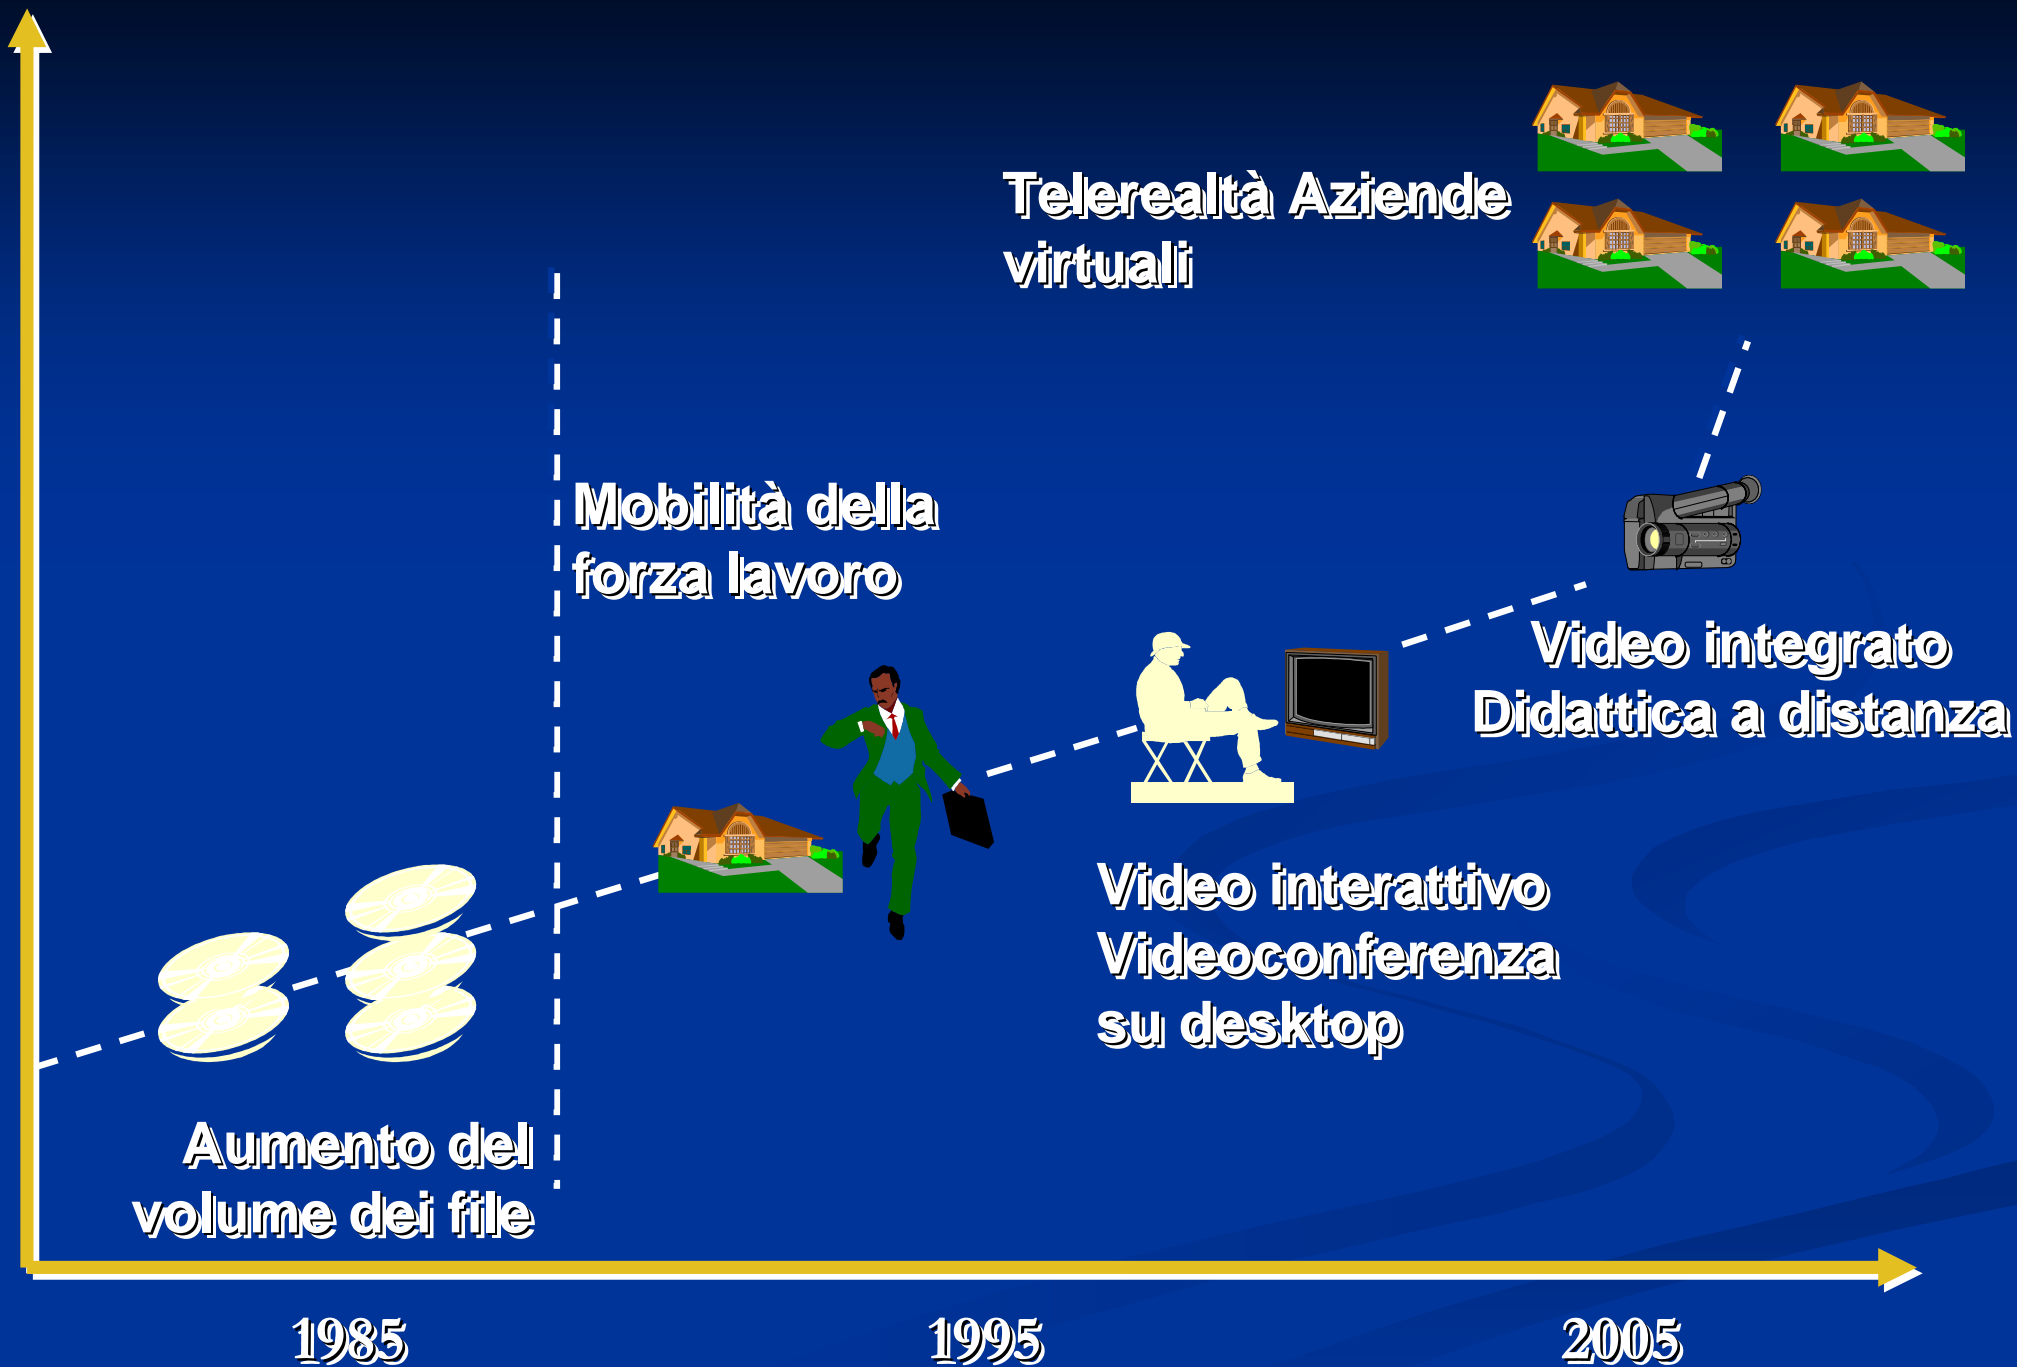 Telerealtà Aziende
virtuali
Mobilità della
forza lavoro
Video integrato
Didattica a distanza
Video interattivo
Videoconferenza
su desktop
Aumento del
volume dei file
1985
1995
2005